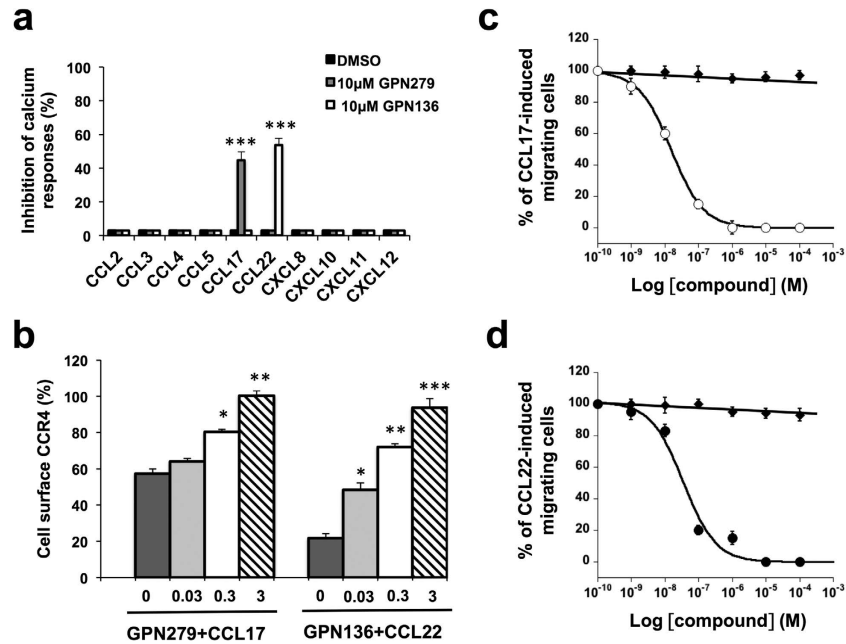 a
DMSO
10µM GPN279
10µM GPN136
Inhibition of calcium
responses (%)
100
80
60
40
20
0
***
***
CCL2
CCL3
CCL4
CCL5
CCL17
CCL22
CXCL8
CXCL10
CXCL11
CXCL12
b
Cell surface CCR4 (%)
120
100
80
60
40
20
0
*
**
*
**
***
0 0.03 0.3 3 0 0.03 0.3 3
GPN279+CCL17 GPN136+CCL22
c
% of CCL17-induced
migrating cells
120
100
80
60
40
20
0
10⁻¹⁰ 10⁻⁹ 10⁻⁸ 10⁻⁷ 10⁻⁶ 10⁻⁵ 10⁻⁴ 10⁻³
Log [compound] (M)
d
% of CCL22-induced
migrating cells
120
100
80
60
40
20
0
10⁻¹⁰ 10⁻⁹ 10⁻⁸ 10⁻⁷ 10⁻⁶ 10⁻⁵ 10⁻⁴ 10⁻³
Log [compound] (M)